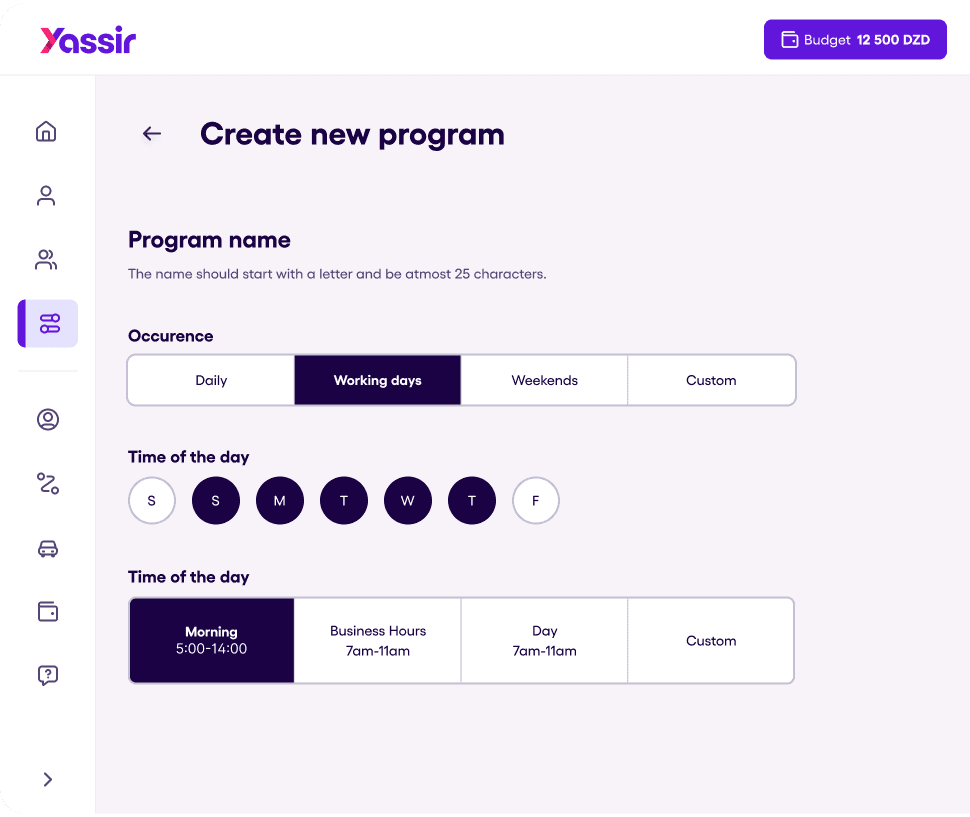 Yassir
Budget 12 500 DZD
Create new program
Program name
The name should start with a letter and be atmost 25 characters.
Occurence
Daily Working days Weekends Custom
Time of the day
S S M T W T F
Time of the day
Morning Business Hours Day Custom
5:00-14:00 7am-11am 7am-11am
?